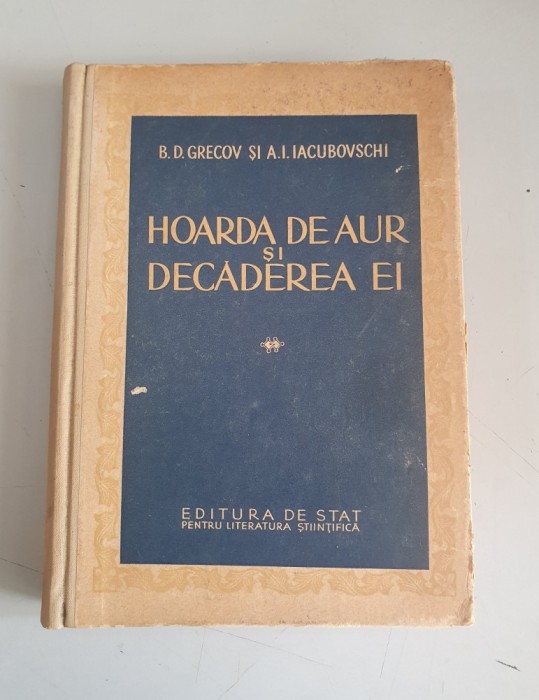 B. D. GRECOV ȘI A. I. IACUBOVSCHI
HOARDA DE AUR
ȘI
DECĂDEREA EI
EDITURA DE STAT
PENTRU LITERATURA ȘTIINȚIFICĂ